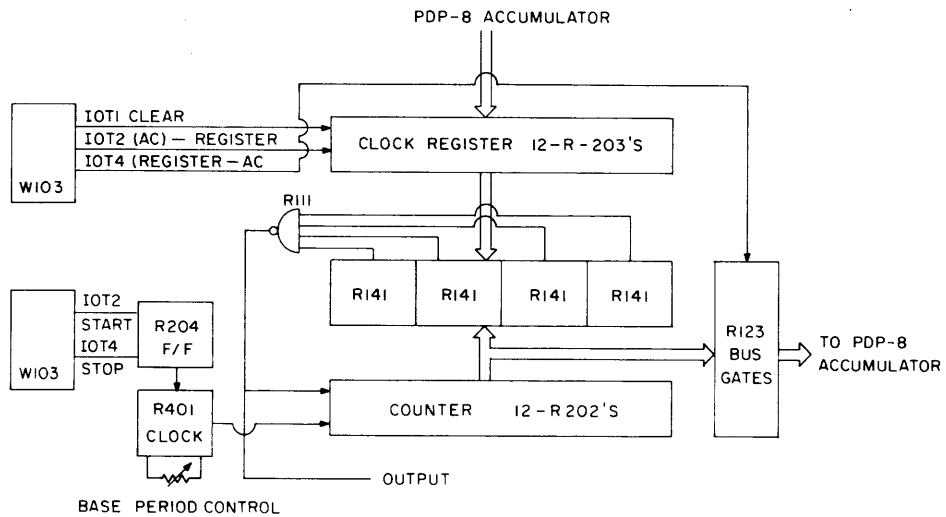 PDP-8 ACCUMULATOR
IOT1 CLEAR
IOT2 (AC) — REGISTER
IOT4 (REGISTER — AC
W103
CLOCK REGISTER 12-R-203'S
R111
R141
R141
R141
R141
IOT2
START
IOT4
STOP
W103
R204
F/F
R123
BUS
GATES
TO PDP-8
ACCUMULATOR
R401
CLOCK
COUNTER 12-R202'S
OUTPUT
BASE PERIOD CONTROL